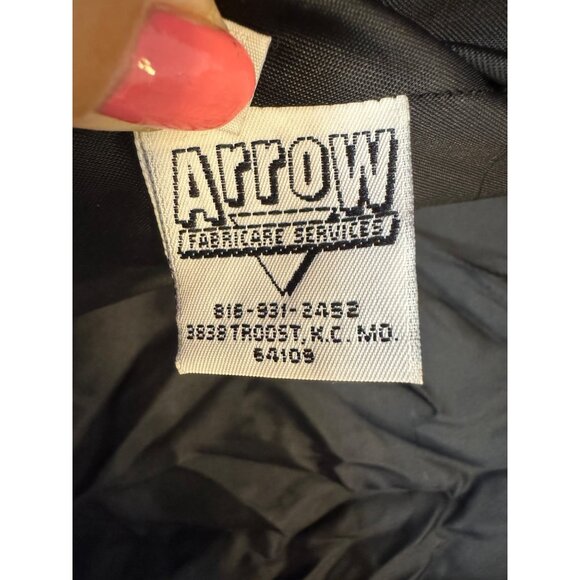 Arrow
FABRICARE SERVICES
816-931-2452
3838 TROOST, K.C. MO.
64109